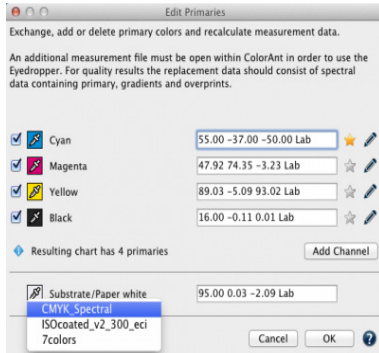 Edit Primaries
Exchange, add or delete primary colors and recalculate measurement data.
An additional measurement file must be open within ColorAnt in order to use the
Eyedropper. For quality results the replacement data should consist of spectral
data containing primary, gradients and overprints.
Cyan 55.00 -37.00 -50.00 Lab
Magenta 47.92 74.35 -3.23 Lab
Yellow 89.03 -5.09 93.02 Lab
Black 16.00 -0.11 0.01 Lab
Resulting chart has 4 primaries Add Channel
Substrate/Paper white 95.00 0.03 -2.09 Lab
CMYK_Spectral
ISOcoated_v2_300_eci
7colors
Cancel OK ?